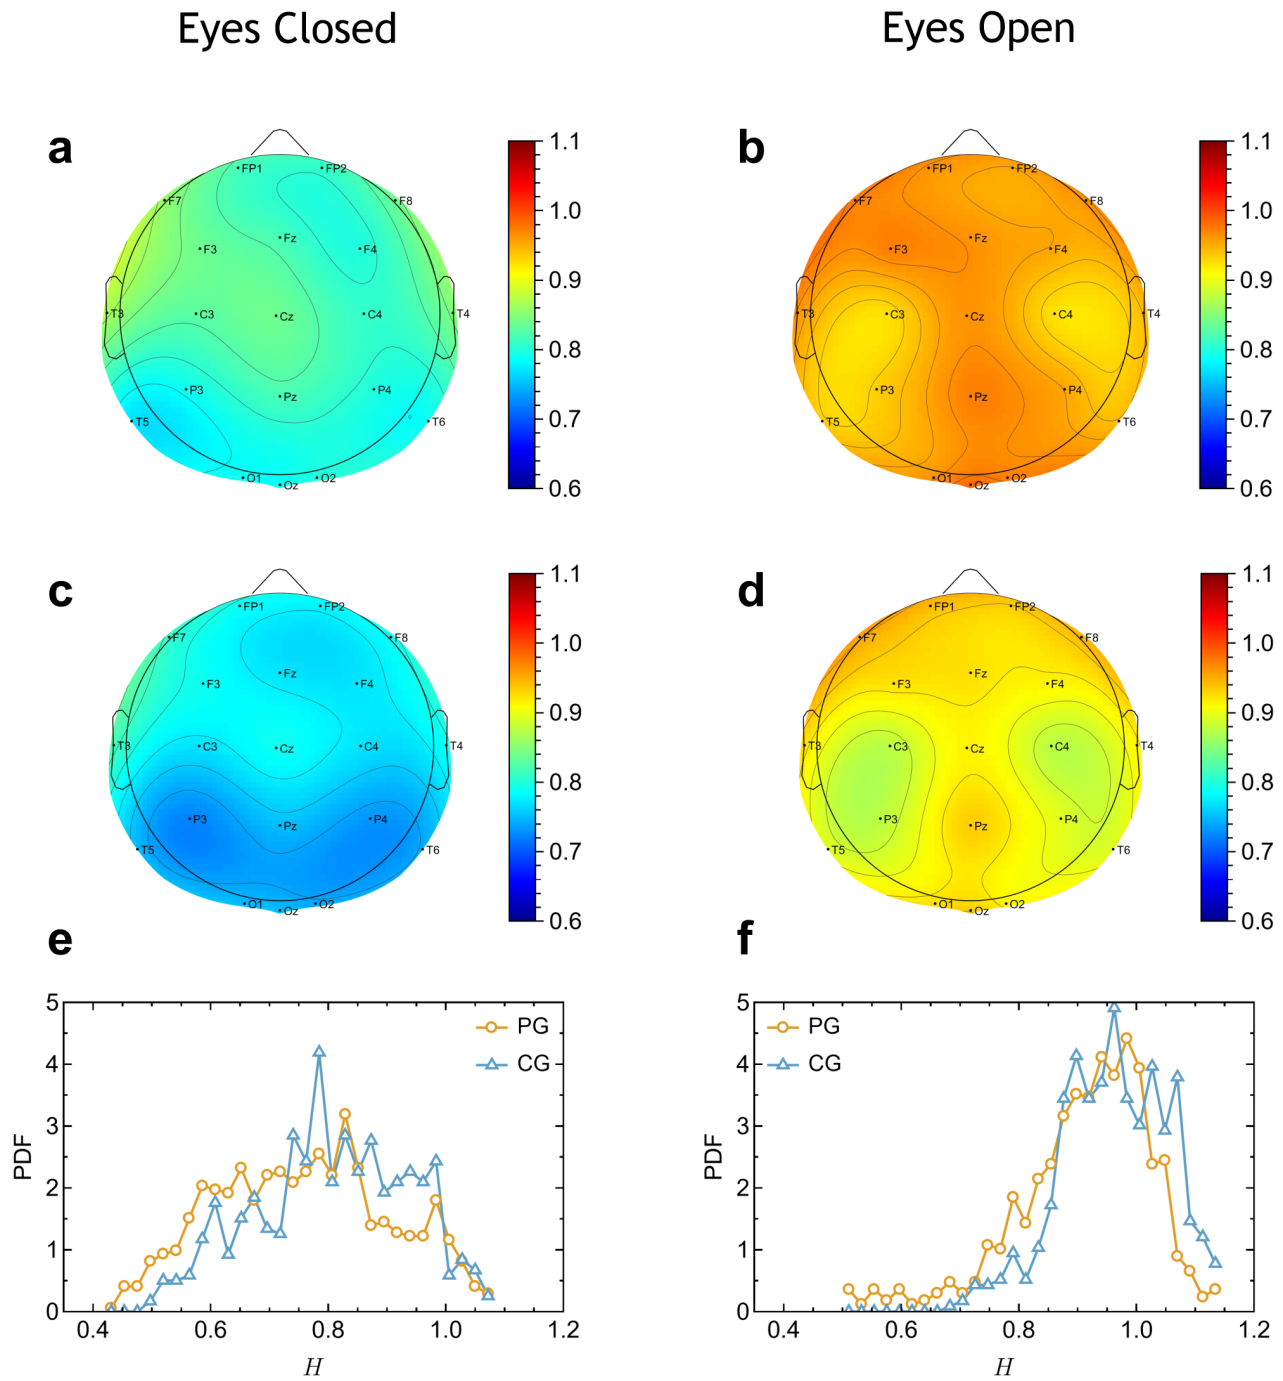 Eyes Closed
Eyes Open
a
FP1
FP2
F7
F8
F3
Fz
F4
T3
C3
Cz
C4
T4
P3
Pz
P4
T5
T6
O1
Oz
O2
1.1
1.0
0.9
0.8
0.7
0.6
b
FP1
FP2
F7
F8
F3
Fz
F4
T3
C3
Cz
C4
T4
P3
Pz
P4
T5
T6
O1
Oz
O2
1.1
1.0
0.9
0.8
0.7
0.6
c
FP1
FP2
F7
F8
F3
Fz
F4
T3
C3
Cz
C4
T4
P3
Pz
P4
T5
T6
O1
Oz
O2
1.1
1.0
0.9
0.8
0.7
0.6
d
FP1
FP2
F7
F8
F3
Fz
F4
T3
C3
Cz
C4
T4
P3
Pz
P4
T5
T6
O1
Oz
O2
1.1
1.0
0.9
0.8
0.7
0.6
e
PDF
5
4
3
2
1
0
PG
CG
0.4 0.6 0.8 1.0 1.2
H
f
PDF
5
4
3
2
1
0
PG
CG
0.4 0.6 0.8 1.0 1.2
H